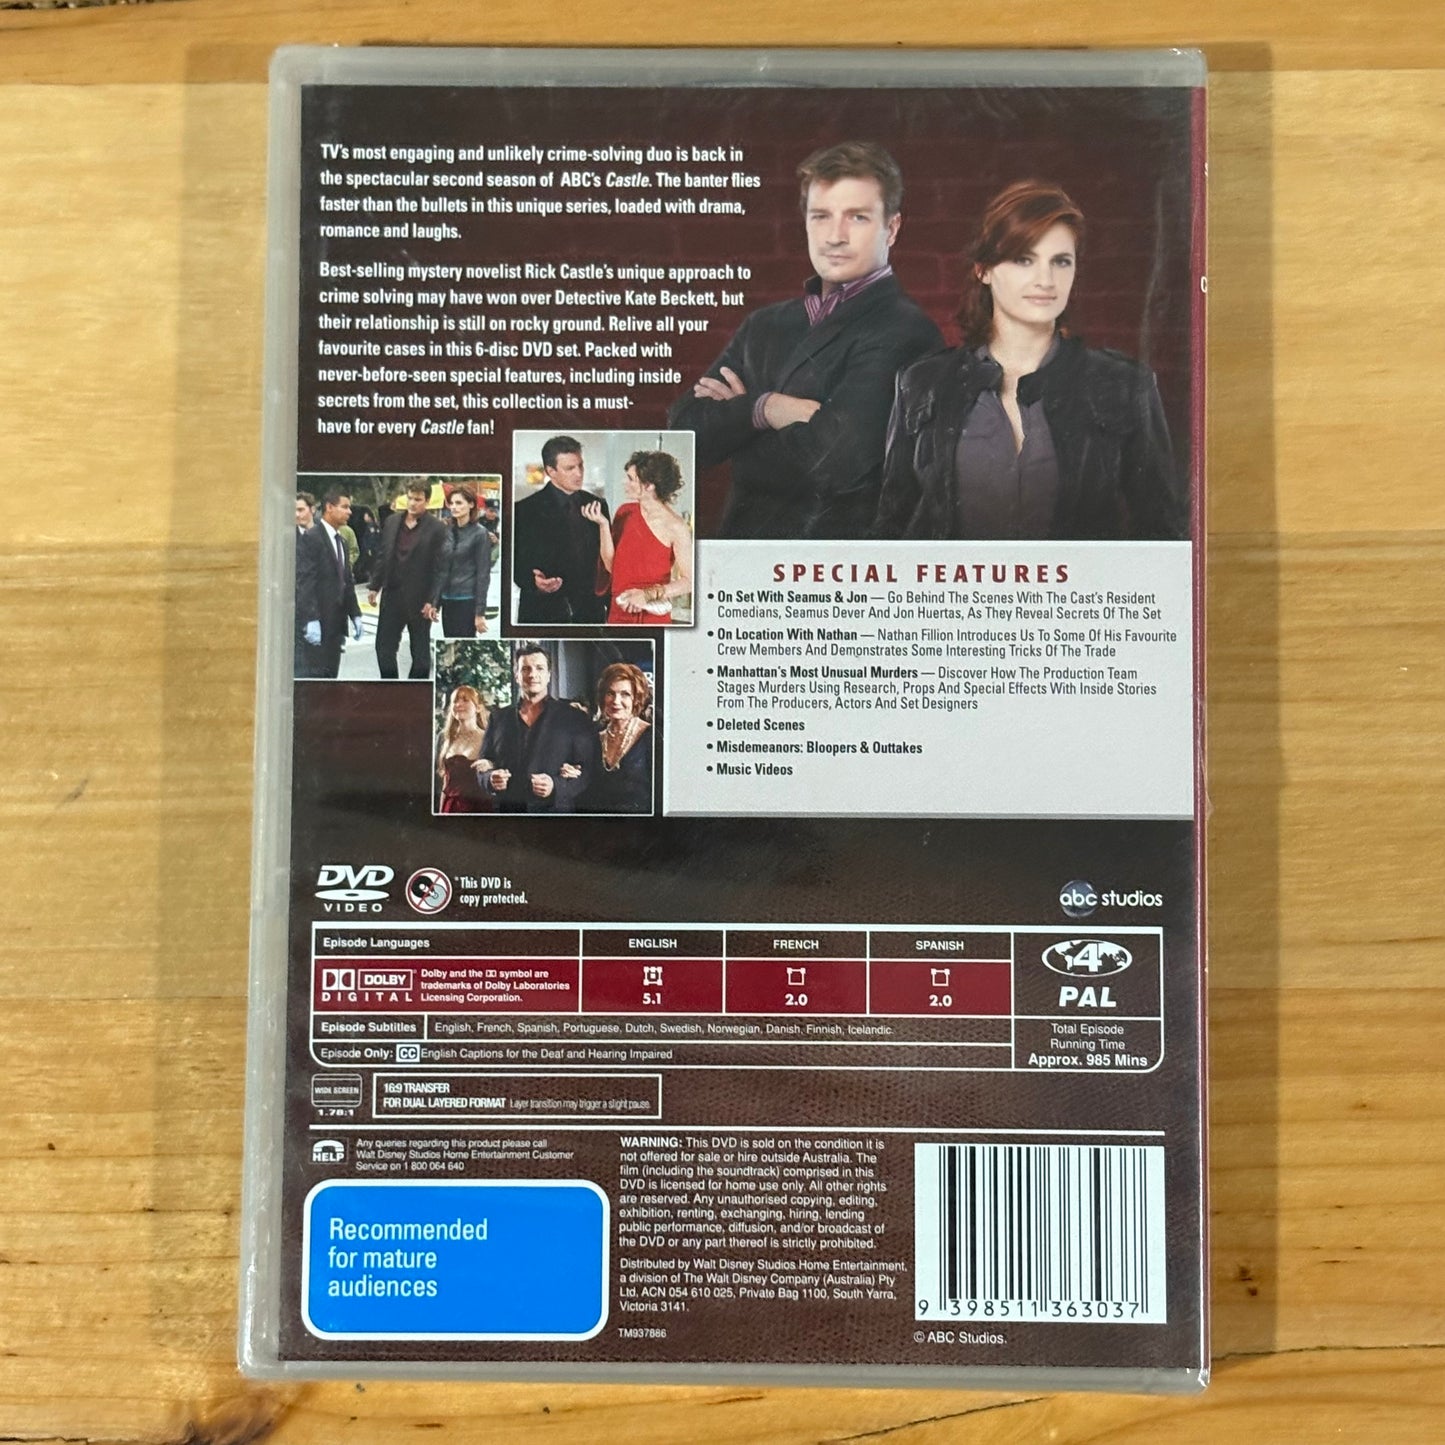 TV's most engaging and unlikely crime-solving duo is back in
the spectacular second season of ABC's Castle. The banter flies
faster than the bullets in this unique series, loaded with drama,
romance and laughs.
Best-selling mystery novelist Rick Castle's unique approach to
crime solving may have won over Detective Kate Beckett, but
their relationship is still on rocky ground. Relive all your
favourite cases in this 6-disc DVD set. Packed with
never-before-seen special features, including inside
secrets from the set, this collection is a must-
have for every Castle fan!
SPECIAL FEATURES
• On Set With Seamus & Jon — Go Behind The Scenes With The Cast's Resident
Comedians, Seamus Dever And Jon Huertas, As They Reveal Secrets Of The Set
• On Location With Nathan — Nathan Fillion Introduces Us To Some Of His Favourite
Crew Members And Demonstrates Some Interesting Tricks Of The Trade
• Manhattan's Most Unusual Murders — Discover How The Production Team
Stages Murders Using Research, Props And Special Effects With Inside Stories
From The Producers, Actors And Set Designers
• Deleted Scenes
• Misdemeanors: Bloopers & Outtakes
• Music Videos
DVD
VIDEO
"This DVD is
copy protected.
abc studios
Episode Languages ENGLISH FRENCH SPANISH
DOLBY
DIGITAL
Dolby and the DD symbol are
trademarks of Dolby Laboratories
Licensing Corporation.
5.1 2.0 2.0
4
PAL
Episode Subtitles English, French, Spanish, Portuguese, Dutch, Swedish, Norwegian, Danish, Finnish, Icelandic.
Episode Only: CC English Captions for the Deaf and Hearing Impaired
Total Episode
Running Time
Approx. 985 Mins
WIDE SCREEN
1.78:1
16:9 TRANSFER
FOR DUAL LAYERED FORMAT Layer transition may trigger a slight pause.
HELP
Any queries regarding this product please call
Walt Disney Studios Home Entertainment Customer
Service on 1 800 064 640
Recommended
for mature
audiences
WARNING: This DVD is sold on the condition it is
not offered for sale or hire outside Australia. The
film (including the soundtrack) comprised in this
DVD is licensed for home use only. All other rights
are reserved. Any unauthorised copying, editing,
exhibition, renting, exchanging, hiring, lending
public performance, diffusion, and/or broadcast of
the DVD or any part thereof is strictly prohibited.
Distributed by Walt Disney Studios Home Entertainment,
a division of The Walt Disney Company (Australia) Pty
Ltd. ACN 054 610 025, Private Bag 1100, South Yarra,
Victoria 3141.
TM937886
9 398511 363037
© ABC Studios.